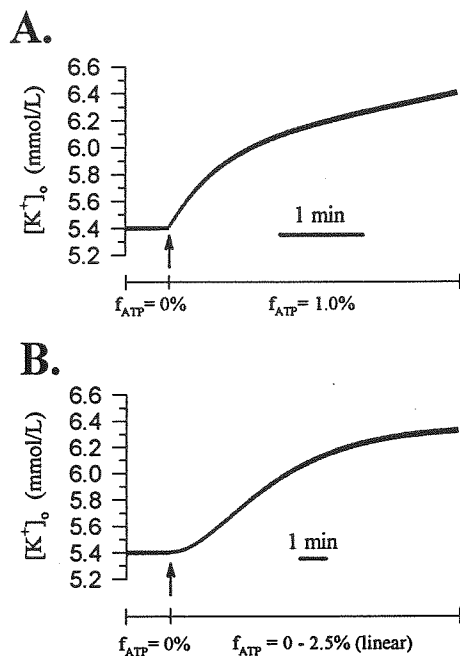 A.
[K⁺]ₒ (mmol/L)
6.6
6.4
6.2
6.0
5.8
5.6
5.4
5.2
1 min
f_ATP= 0% f_ATP= 1.0%
B.
[K⁺]ₒ (mmol/L)
6.6
6.4
6.2
6.0
5.8
5.6
5.4
5.2
1 min
f_ATP= 0% f_ATP= 0 - 2.5% (linear)